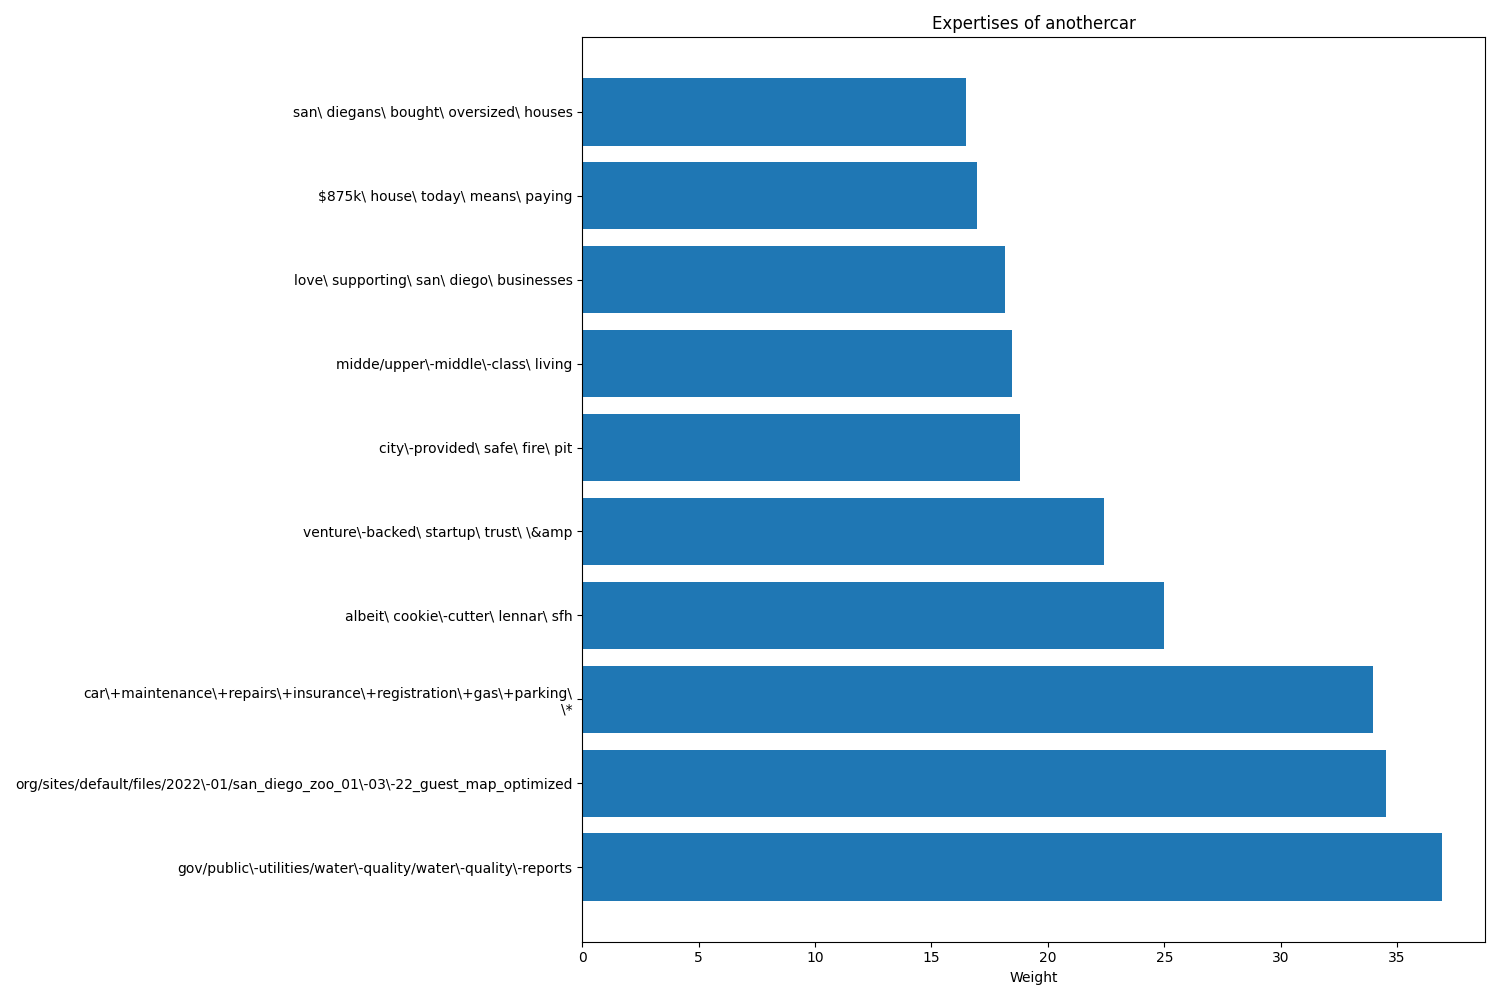 Expertises of anothercar
san\ diegans\ bought\ oversized\ houses
$875k\ house\ today\ means\ paying
love\ supporting\ san\ diego\ businesses
midde/upper\-middle\-class\ living
city\-provided\ safe\ fire\ pit
venture\-backed\ startup\ trust\ \&amp
albeit\ cookie\-cutter\ lennar\ sfh
car\+maintenance\+repairs\+insurance\+registration\+gas\+parking\
\*
org/sites/default/files/2022\-01/san_diego_zoo_01\-03\-22_guest_map_optimized
gov/public\-utilities/water\-quality/water\-quality\-reports
0 5 10 15 20 25 30 35
Weight